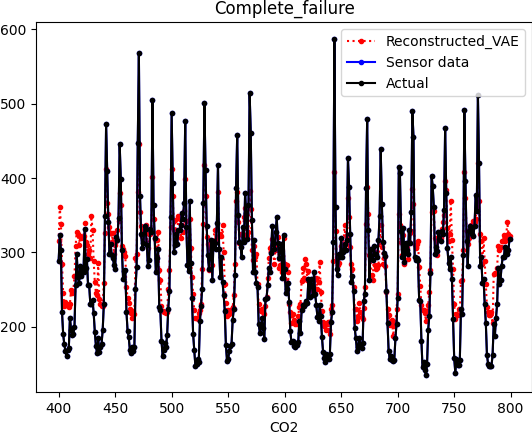 Complete_failure
600
500
400
300
200
Reconstructed_VAE
Sensor data
Actual
400 450 500 550 600 650 700 750 800
CO2